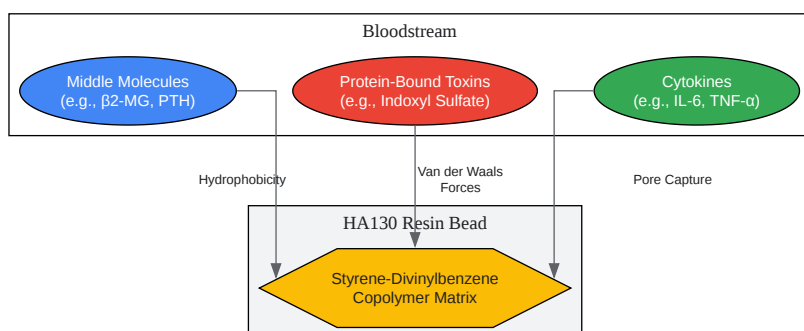 Bloodstream
Middle Molecules
(e.g., β2-MG, PTH)
Protein-Bound Toxins
(e.g., Indoxyl Sulfate)
Cytokines
(e.g., IL-6, TNF-α)
Hydrophobicity
Van der Waals
Forces
Pore Capture
HA130 Resin Bead
Styrene-Divinylbenzene
Copolymer Matrix